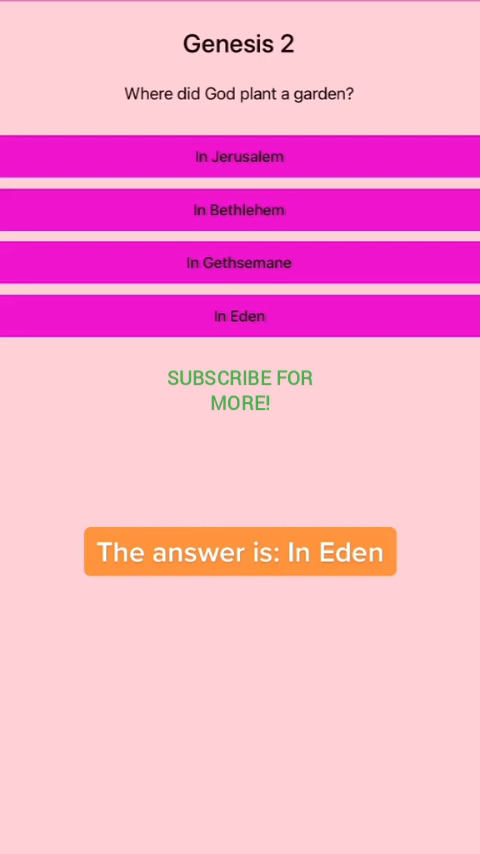 Genesis 2
Where did God plant a garden?
In Jerusalem
In Bethlehem
In Gethsemane
In Eden
SUBSCRIBE FOR
MORE!
The answer is: In Eden